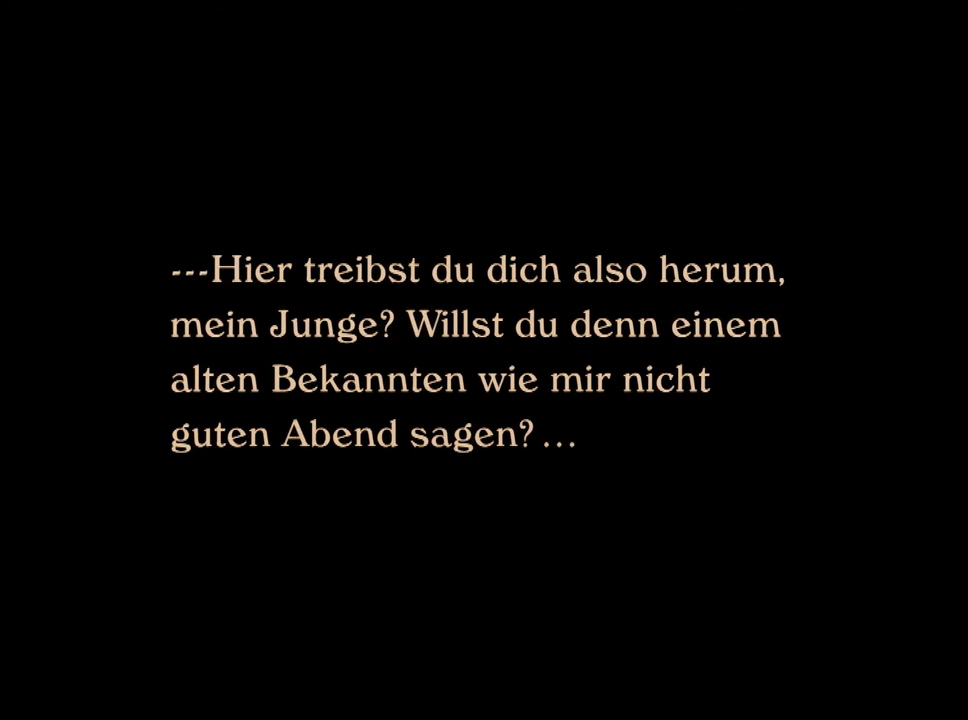 ---Hier treibst du dich also herum,
mein Junge? Willst du denn einem
alten Bekannten wie mir nicht
guten Abend sagen? ...